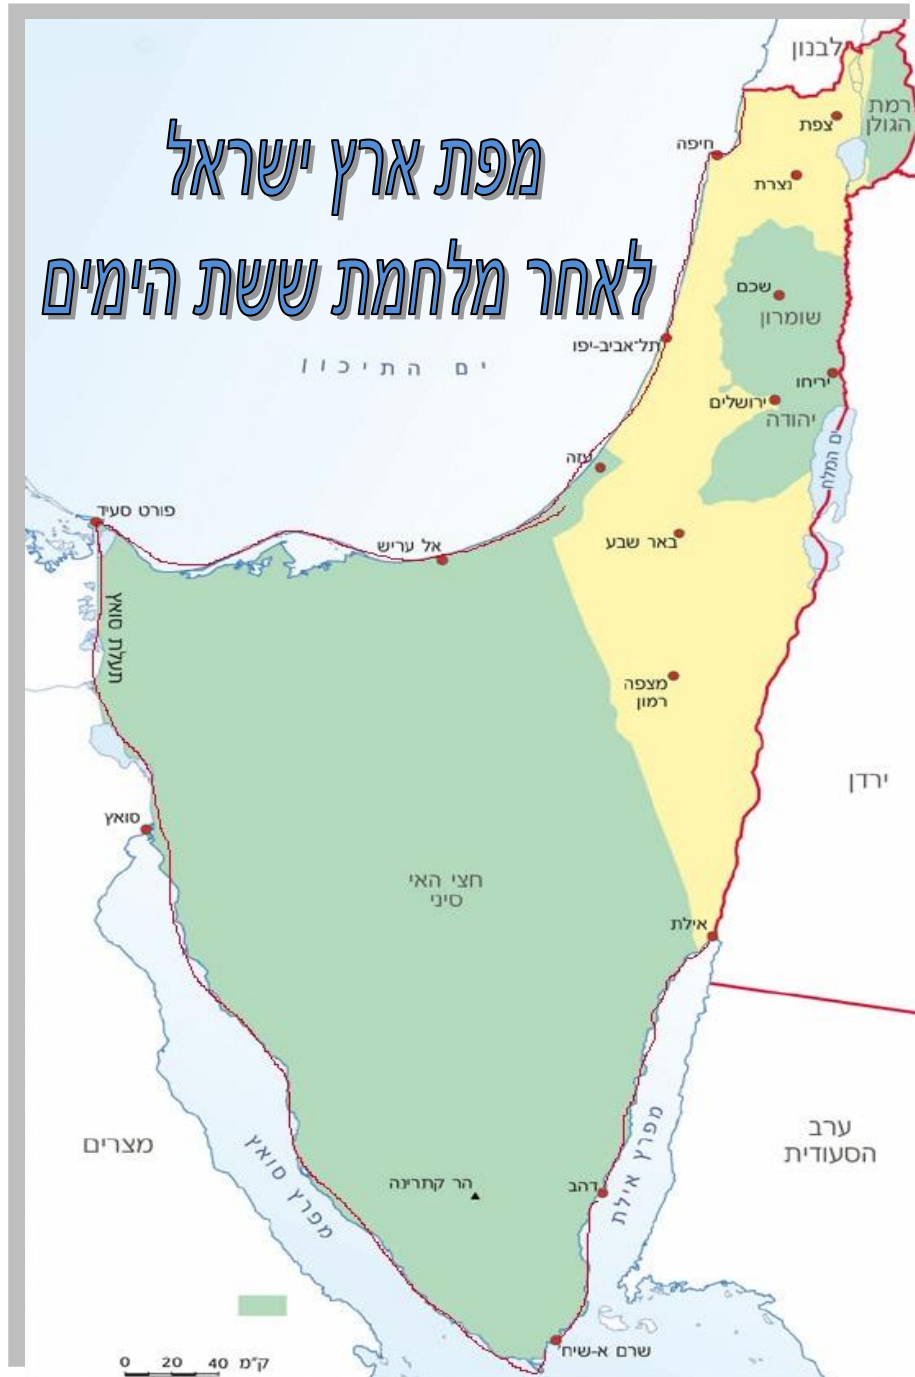 מפת ארץ ישראל
לאחר מלחמת ששת הימים
לבנון
רמת
הגולן
צפת
חיפה
נצרת
שכם
שומרון
תל־אביב-יפו
ים התיכון
יריחו
ירושלים
יהודה
ים המלח
עזה
פורט סעיד
אל עריש
באר שבע
תעלת סואץ
מצפה
רמון
ירדן
סואץ
חצי האי
סיני
אילת
מצרים
מפרץ סואץ
הר קתרינה
דהב
מפרץ אילת
ערב
הסעודית
שרם א-שיח
0 20 40 ק"מ